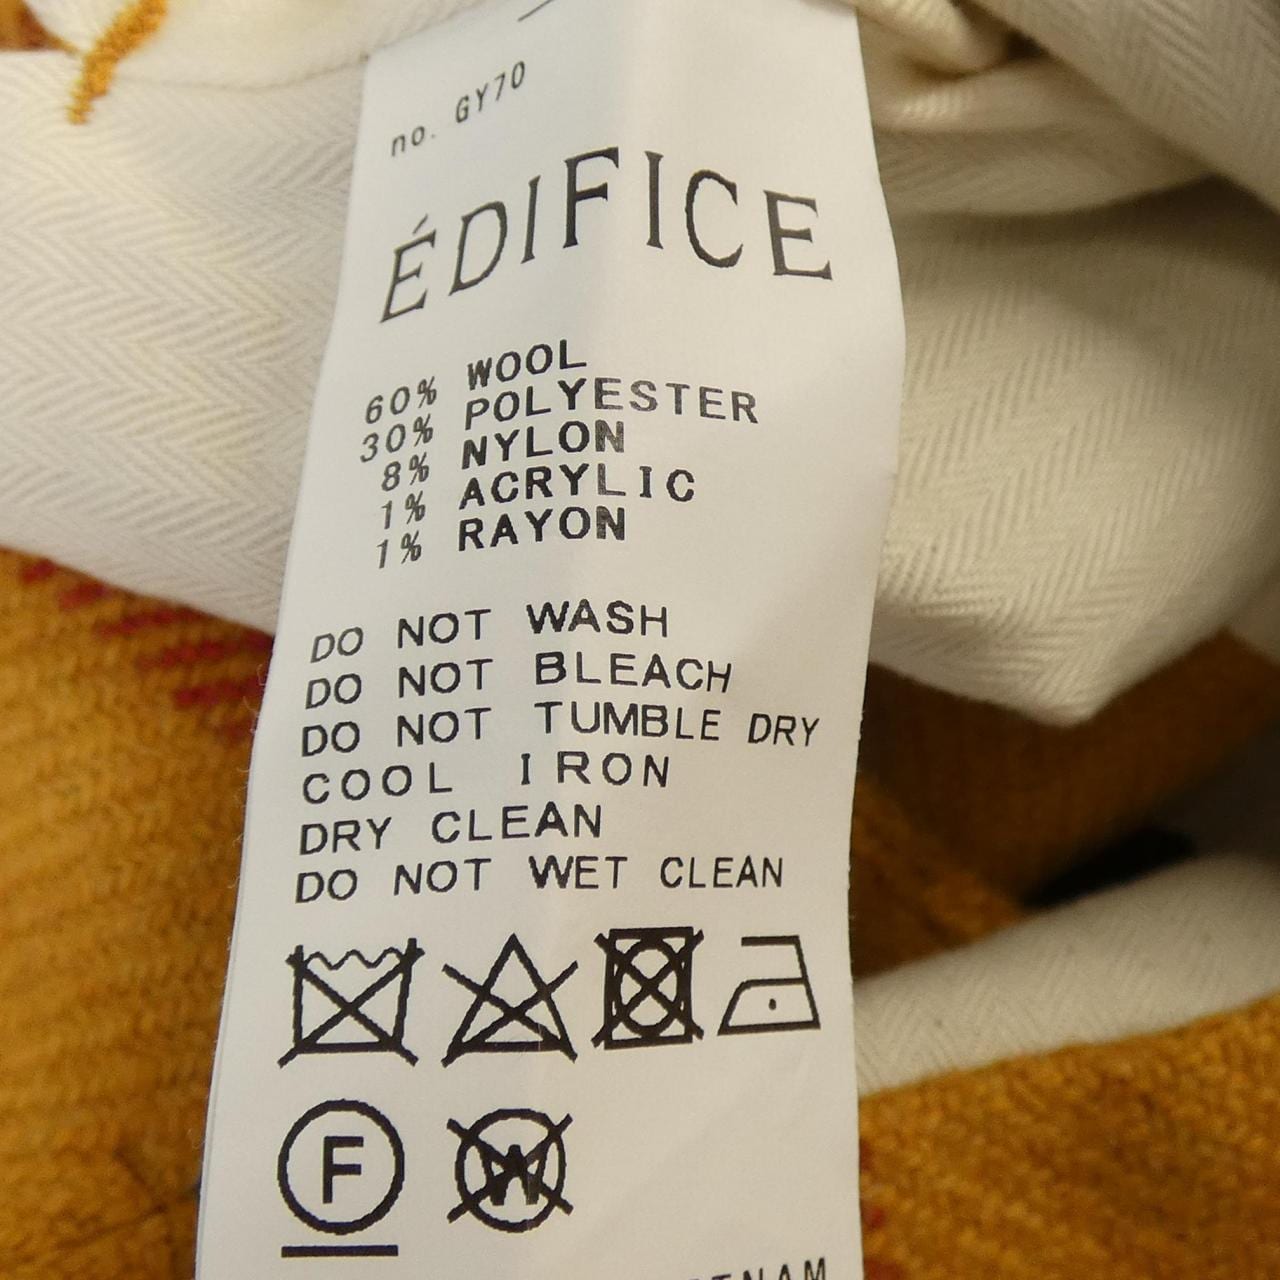 no. GY70
ÉDIFICE
60% WOOL
30% POLYESTER
8% NYLON
1% ACRYLIC
1% RAYON
DO NOT WASH
DO NOT BLEACH
DO NOT TUMBLE DRY
COOL IRON
DRY CLEAN
DO NOT WET CLEAN
F
W